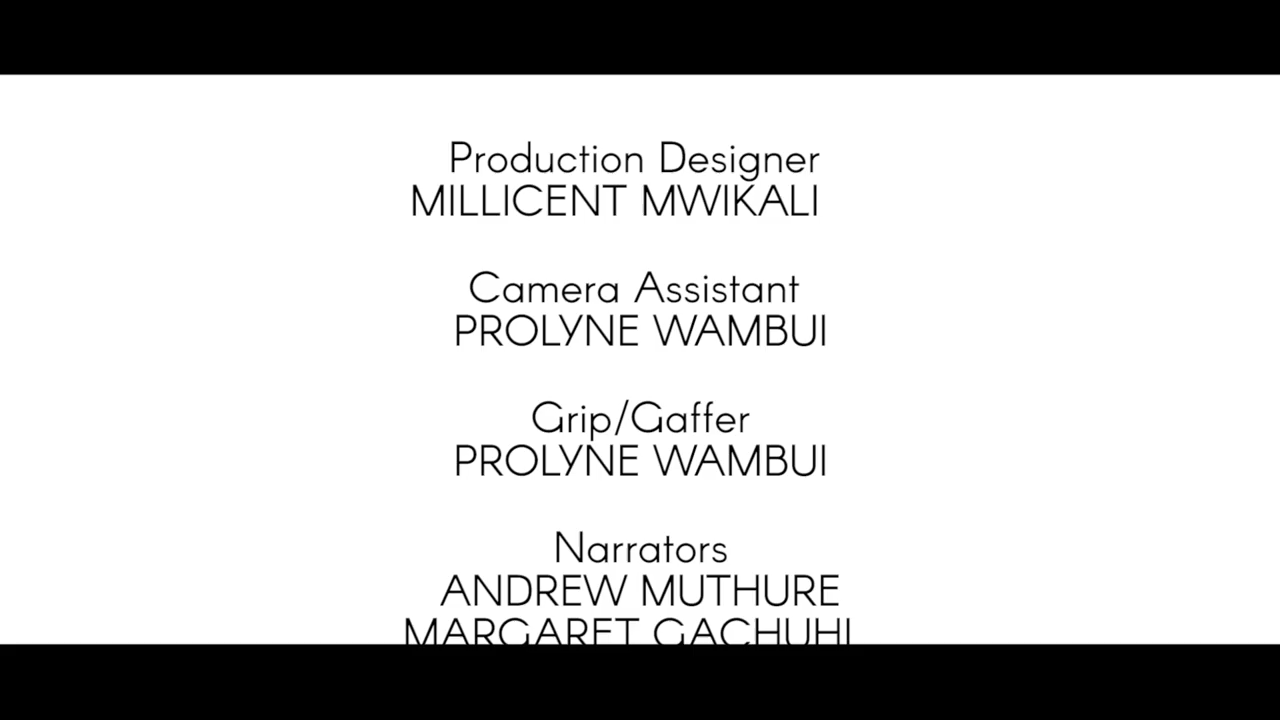 Production Designer
MILLICENT MWIKALI
Camera Assistant
PROLYNE WAMBUI
Grip/Gaffer
PROLYNE WAMBUI
Narrators
ANDREW MUTHURE
MARGARET GACHUHI